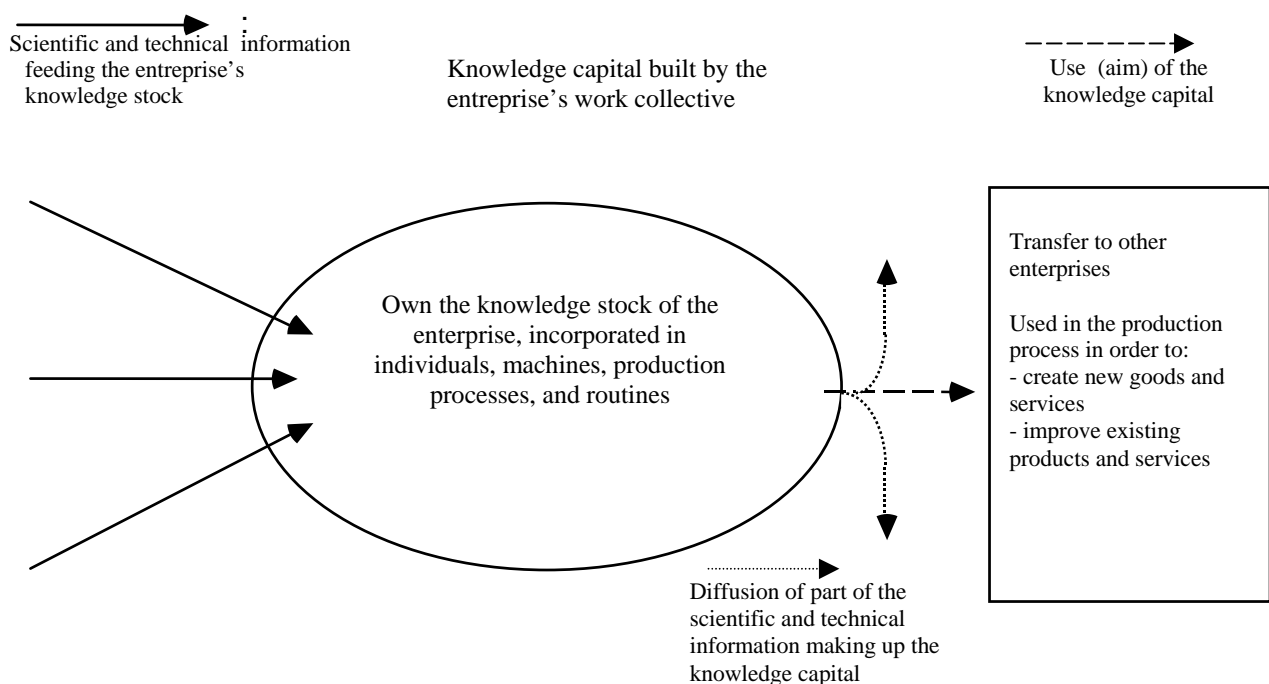 :
Scientific and technical information
feeding the entreprise’s
knowledge stock
Knowledge capital built by the
entreprise’s work collective
Use (aim) of the
knowledge capital
Own the knowledge stock of the
enterprise, incorporated in
individuals, machines, production
processes, and routines
Transfer to other
enterprises
Used in the production
process in order to:
- create new goods and
services
- improve existing
products and services
Diffusion of part of the
scientific and technical
information making up the
knowledge capital